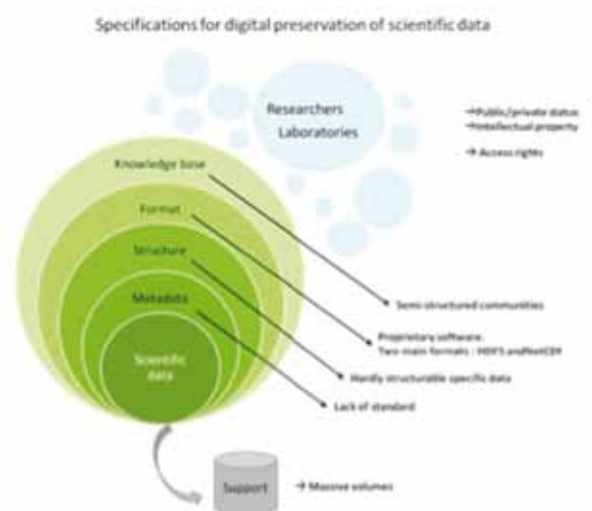 Specifications for digital preservation of scientific data
Researchers
Laboratories
→Public/private status
→Intellectual property
→ Access rights
Knowledge base
Format
Structure
Metadata
Scientific
data
Semi-structured communities
Proprietary software.
Two main formats : HDF5 andNetCDF
Hardly structurable specific data
Lack of standard
Support
→ Massive volumes